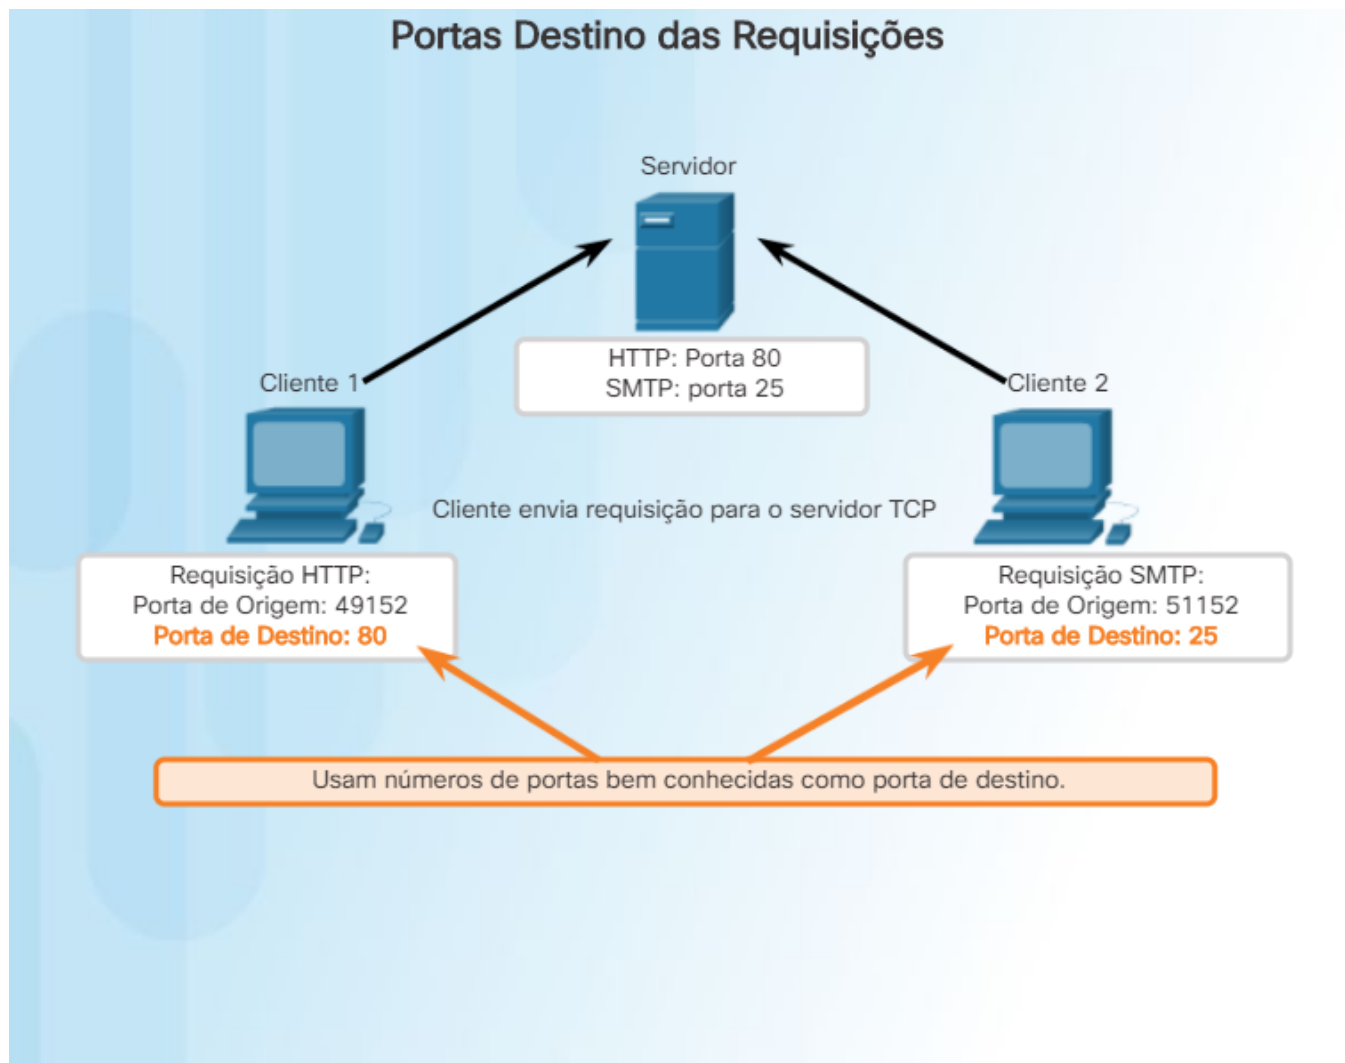 Portas Destino das Requisições
Servidor
HTTP: Porta 80
SMTP: porta 25
Cliente 1
Cliente 2
Cliente envia requisição para o servidor TCP
Requisição HTTP:
Porta de Origem: 49152
Porta de Destino: 80
Requisição SMTP:
Porta de Origem: 51152
Porta de Destino: 25
Usam números de portas bem conhecidas como porta de destino.